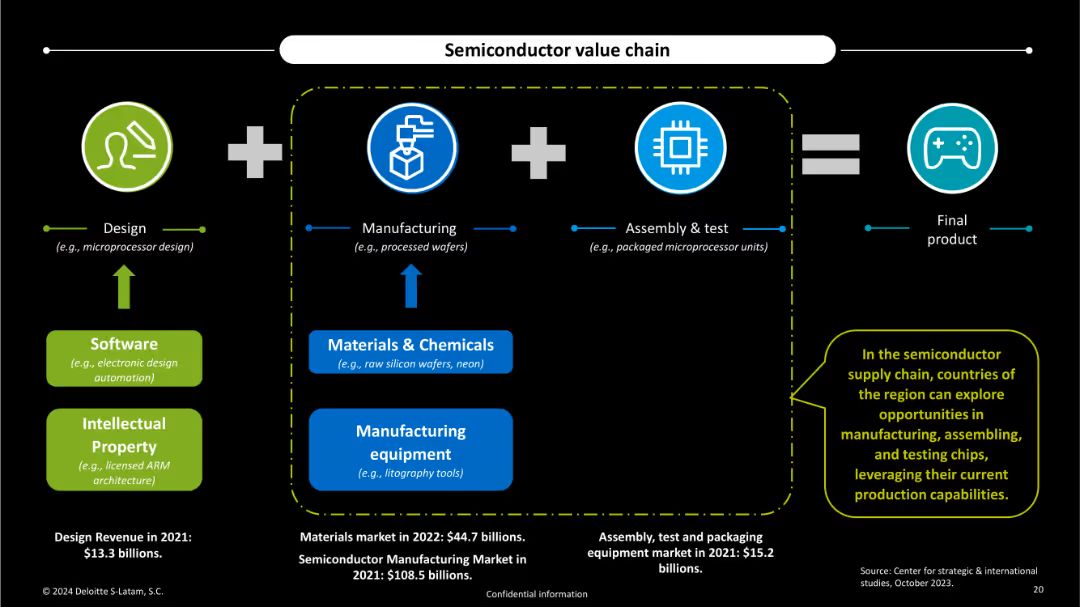 Semiconductor value chain
Design
(e.g., microprocessor design)
Manufacturing
(e.g., processed wafers)
Assembly & test
(e.g., packaged microprocessor units)
Final
product
Software
(e.g., electronic design
automation)
Intellectual
Property
(e.g., licensed ARM
architecture)
Materials & Chemicals
(e.g., raw silicon wafers, neon)
Manufacturing
equipment
(e.g., litography tools)
In the semiconductor
supply chain, countries of
the region can explore
opportunities in
manufacturing, assembling,
and testing chips,
leveraging their current
production capabilities.
Design Revenue in 2021:
$13.3 billions.
Materials market in 2022: $44.7 billions.
Semiconductor Manufacturing Market in
2021: $108.5 billions.
Assembly, test and packaging
equipment market in 2021: $15.2
billions.
Source: Center for strategic & international
studies, October 2023.
© 2024 Deloitte S-Latam, S.C.
Confidential information
20